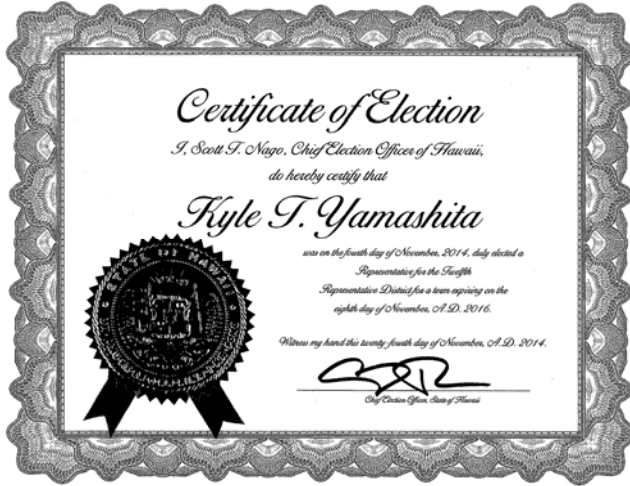 Certificate of Election
I, Scott T. Nago, Chief Election Officer of Hawaii,
do hereby certify that
Kyle T. Yamashita
was on the fourth day of November, 2014, duly elected a
Representative for the Twelfth
Representative District for a term expiring on the
eighth day of November, A.D. 2016.
Witness my hand this twenty-fourth day of November, A.D. 2014.
Chief Election Officer, State of Hawaii
STATE OF HAWAII